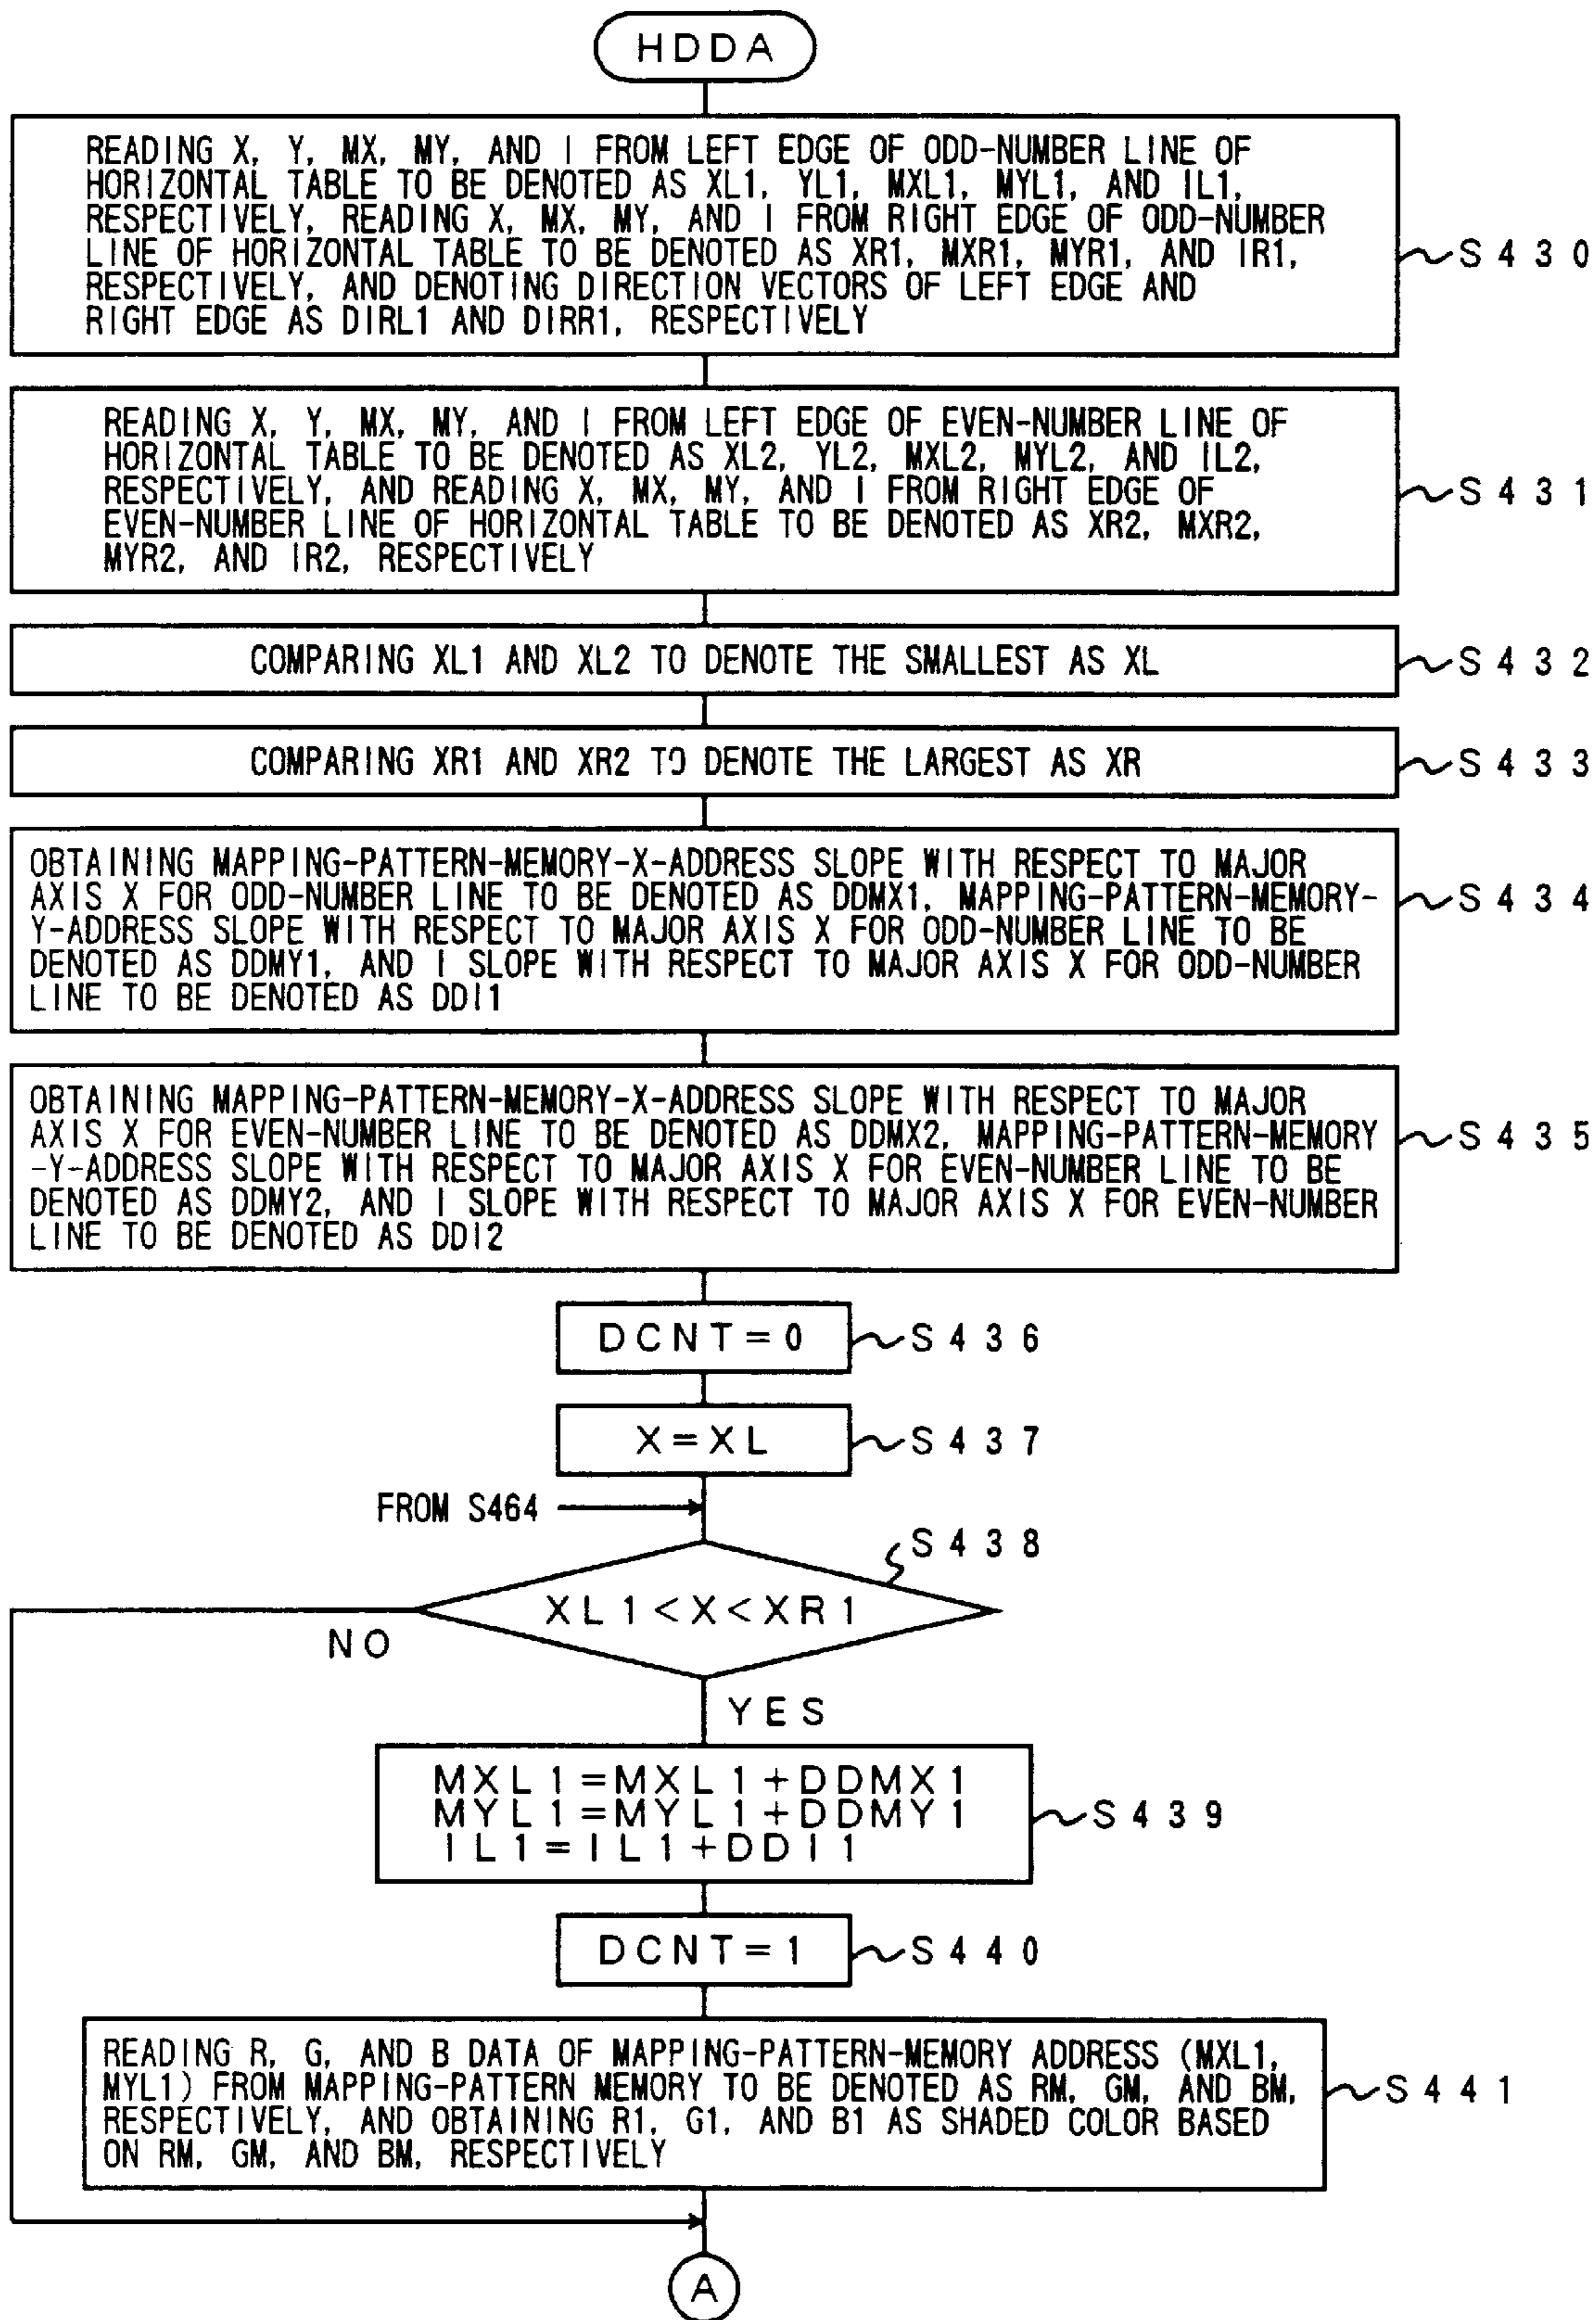 HDDA
READING X, Y, MX, MY, AND I FROM LEFT EDGE OF ODD-NUMBER LINE OF
HORIZONTAL TABLE TO BE DENOTED AS XL1, YL1, MXL1, MYL1, AND IL1,
RESPECTIVELY, READING X, MX, MY, AND I FROM RIGHT EDGE OF ODD-NUMBER
LINE OF HORIZONTAL TABLE TO BE DENOTED AS XR1, MXR1, MYR1, AND IR1,
RESPECTIVELY, AND DENOTING DIRECTION VECTORS OF LEFT EDGE AND
RIGHT EDGE AS DIRL1 AND DIRR1, RESPECTIVELY
S430
READING X, Y, MX, MY, AND I FROM LEFT EDGE OF EVEN-NUMBER LINE OF
HORIZONTAL TABLE TO BE DENOTED AS XL2, YL2, MXL2, MYL2, AND IL2,
RESPECTIVELY, AND READING X, MX, MY, AND I FROM RIGHT EDGE OF
EVEN-NUMBER LINE OF HORIZONTAL TABLE TO BE DENOTED AS XR2, MXR2,
MYR2, AND IR2, RESPECTIVELY
S431
COMPARING XL1 AND XL2 TO DENOTE THE SMALLEST AS XL
S432
COMPARING XR1 AND XR2 TO DENOTE THE LARGEST AS XR
S433
OBTAINING MAPPING-PATTERN-MEMORY-X-ADDRESS SLOPE WITH RESPECT TO MAJOR
AXIS X FOR ODD-NUMBER LINE TO BE DENOTED AS DDMX1, MAPPING-PATTERN-MEMORY-
Y-ADDRESS SLOPE WITH RESPECT TO MAJOR AXIS X FOR ODD-NUMBER LINE TO BE
DENOTED AS DDMY1, AND I SLOPE WITH RESPECT TO MAJOR AXIS X FOR ODD-NUMBER
LINE TO BE DENOTED AS DDI1
S434
OBTAINING MAPPING-PATTERN-MEMORY-X-ADDRESS SLOPE WITH RESPECT TO MAJOR
AXIS X FOR EVEN-NUMBER LINE TO BE DENOTED AS DDMX2, MAPPING-PATTERN-MEMORY
-Y-ADDRESS SLOPE WITH RESPECT TO MAJOR AXIS X FOR EVEN-NUMBER LINE TO BE
DENOTED AS DDMY2, AND I SLOPE WITH RESPECT TO MAJOR AXIS X FOR EVEN-NUMBER
LINE TO BE DENOTED AS DDI2
S435
DCNT=0
S436
X=XL
S437
FROM S464
S438
XL1<X<XR1
NO
YES
MXL1=MXL1+DDMX1
MYL1=MYL1+DDMY1
IL1=IL1+DDI1
S439
DCNT=1
S440
READING R, G, AND B DATA OF MAPPING-PATTERN-MEMORY ADDRESS (MXL1,
MYL1) FROM MAPPING-PATTERN MEMORY TO BE DENOTED AS RM, GM, AND BM,
RESPECTIVELY, AND OBTAINING R1, G1, AND B1 AS SHADED COLOR BASED
ON RM, GM, AND BM, RESPECTIVELY
S441
A